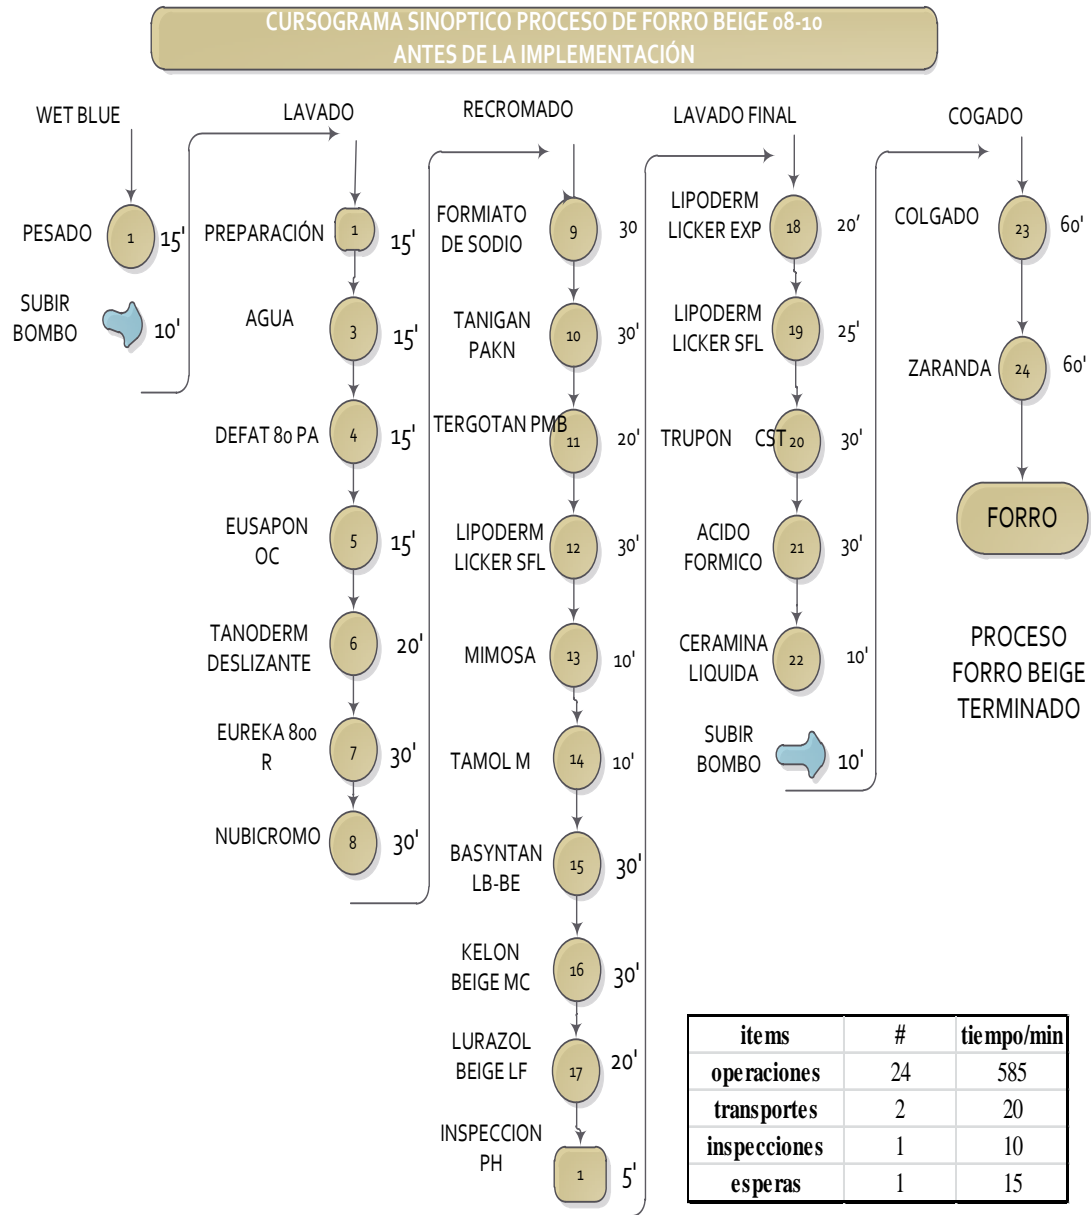 CURSOGRAMA SINOPTICO PROCESO DE FORRO BEIGE 08-10
ANTES DE LA IMPLEMENTACIÓN
WET BLUE
PESADO 1 15'
SUBIR
BOMBO 10'
LAVADO
PREPARACIÓN 1 15'
AGUA 3 15'
DEFAT 80 PA 4 15'
EUSAPON
OC 5 15'
TANODERM
DESLIZANTE 6 20'
EUREKA 800
R 7 30'
NUBICROMO 8 30'
RECROMADO
FORMIATO
DE SODIO 9 30
TANIGAN
PAKN 10 30'
TERGOTAN PMB 11 20'
LIPODERM
LICKER SFL 12 30'
MIMOSA 13 10'
TAMOL M 14 10'
BASYNTAN
LB-BE 15 30'
KELON
BEIGE MC 16 30'
LURAZOL
BEIGE LF 17 20'
INSPECCION
PH 1 5'
LAVADO FINAL
LIPODERM
LICKER EXP 18 20'
LIPODERM
LICKER SFL 19 25'
TRUPON CST 20 30'
ACIDO
FORMICO 21 30'
CERAMINA
LIQUIDA 22 10'
SUBIR
BOMBO 10'
COGADO
COLGADO 23 60'
ZARANDA 24 60'
FORRO
PROCESO
FORRO BEIGE
TERMINADO
items # tiempo/min
operaciones 24 585
transportes 2 20
inspecciones 1 10
esperas 1 15